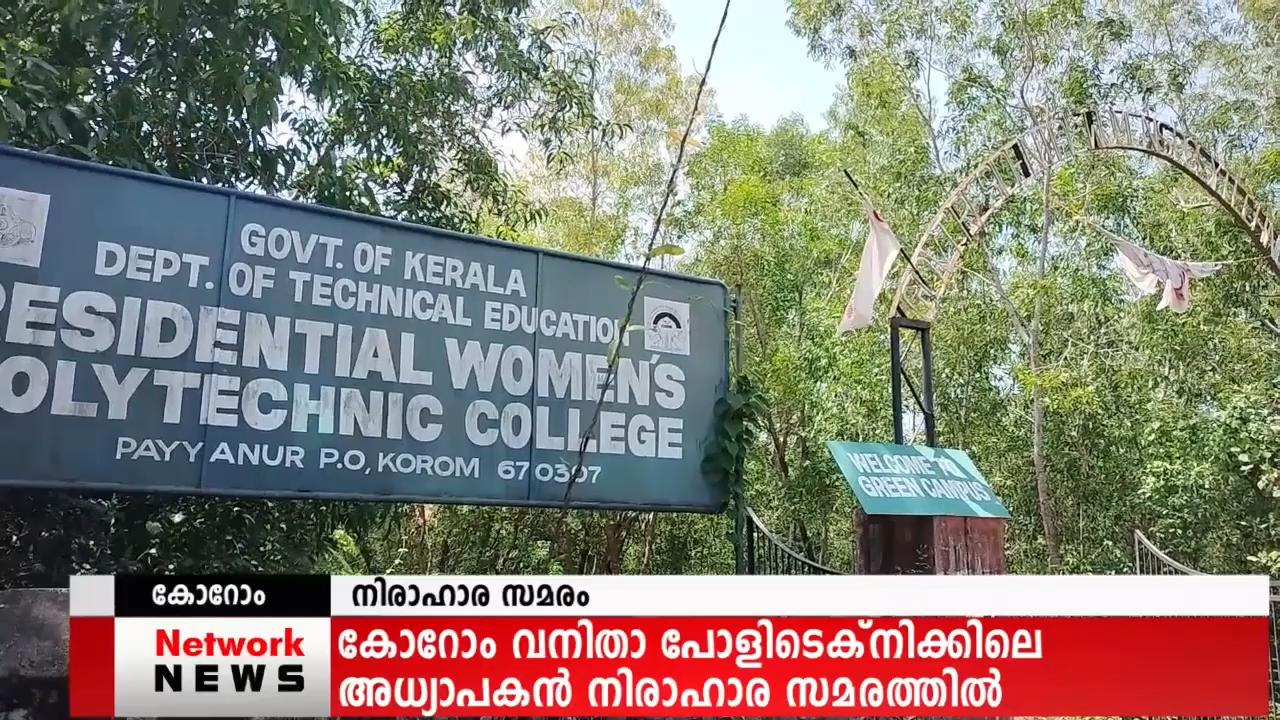 GOVT. OF KERALA
DEPT. OF TECHNICAL EDUCATION
RESIDENTIAL WOMEN'S
POLYTECHNIC COLLEGE
PAYYANUR P.O, KOROM 670307
WELCOME TO
GREEN CAMPUS
കോറോം
നിരാഹാര സമരം
Network
NEWS
കോറോം വനിതാ പോളിടെക്നിക്കിലെ
അധ്യാപകൻ നിരാഹാര സമരത്തിൽ